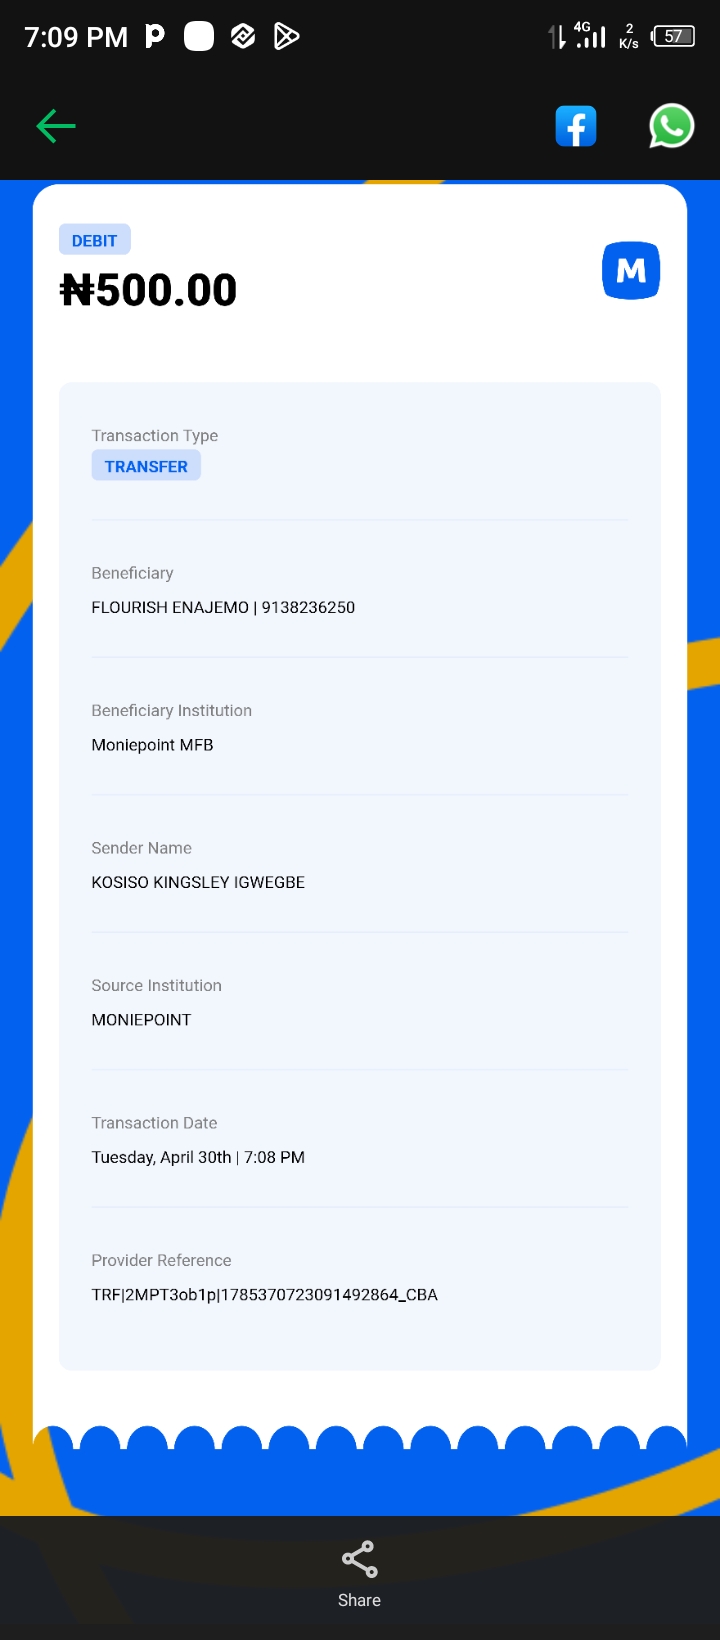 7:09 PM
4G
2
K/s
57
DEBIT
₦500.00
M
Transaction Type
TRANSFER
Beneficiary
FLOURISH ENAJEMO | 9138236250
Beneficiary Institution
Moniepoint MFB
Sender Name
KOSISO KINGSLEY IGWEGBE
Source Institution
MONIEPOINT
Transaction Date
Tuesday, April 30th | 7:08 PM
Provider Reference
TRF|2MPT3ob1p|1785370723091492864_CBA
Share